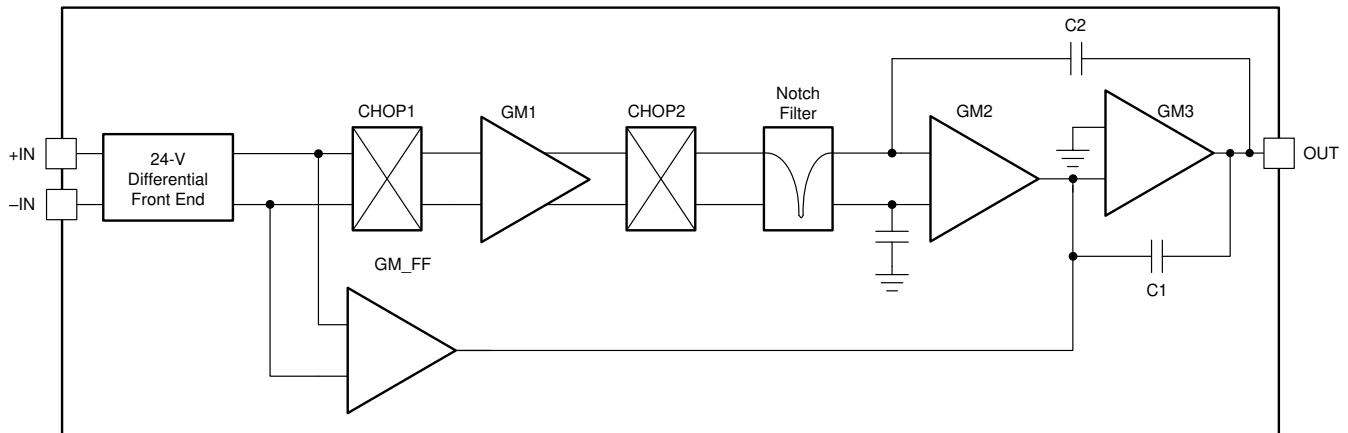 C2
Notch
Filter
CHOP1
GM1
CHOP2
GM2
GM3
+IN
–IN
24-V
Differential
Front End
OUT
GM_FF
C1